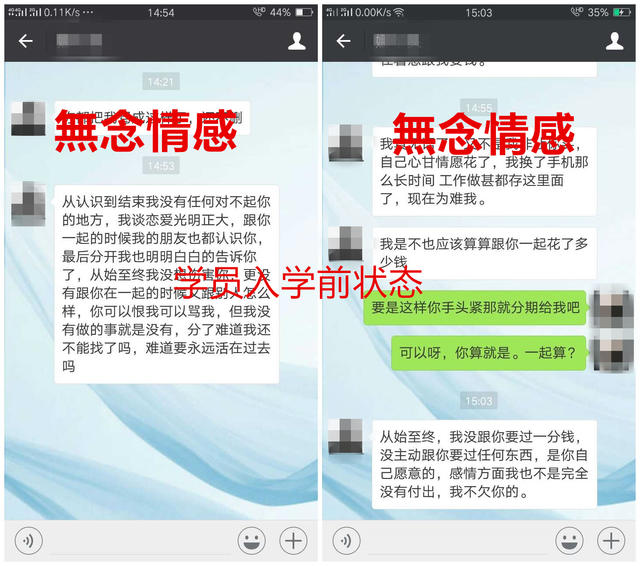 0.11K/s ... 14:54 HD 44%
14:21
删
無念情感
14:53
从认识到结束我没有任何对不起你
的地方，我谈恋爱光明正大，跟你
一起的时候我的朋友也都认识你，
最后分开我也明明白白的告诉你
了，从始至终我没想伤害你，更没
有跟你在一起的时候又跟别人怎么
样，你可以恨我可以骂我，但我没
有做的事就是没有，分了难道我还
不能找了吗，难道要永远活在过去
吗
学员入学前状态
0.00K/s 15:03 HD 35%
14:55
無念情感
自己心甘情愿花了，我换了手机那
么长时间 工作做甚都存这里面
了，现在为难我。
我是不也应该算算跟你一起花了多
少钱
要是这样你手头紧那就分期给我吧
可以呀，你算就是。一起算？
15:03
从始至终，我没跟你要过一分钱，
没主动跟你要过任何东西，是你自
己愿意的，感情方面我也不是完全
没有付出，我不欠你的。